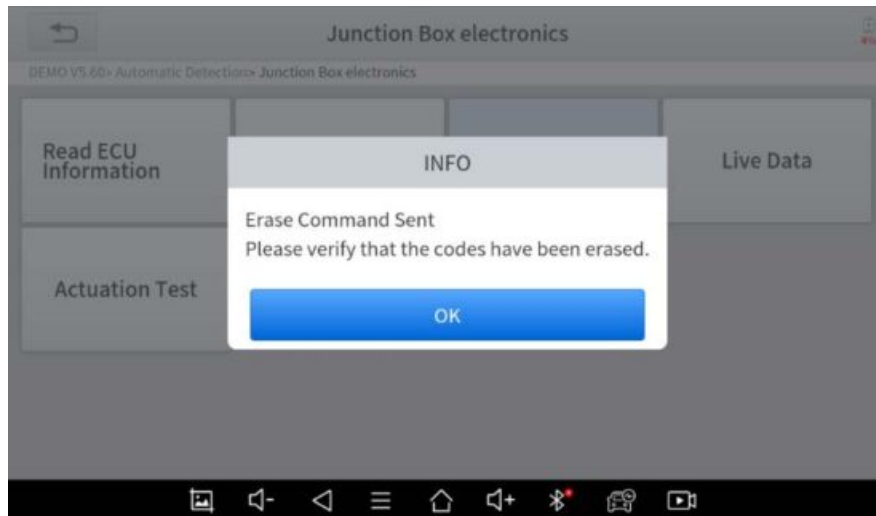 Junction Box electronics
DEMO V5.60> Automatic Detection> Junction Box electronics
Read ECU
Information
Live Data
INFO
Erase Command Sent
Please verify that the codes have been erased.
OK
Actuation Test